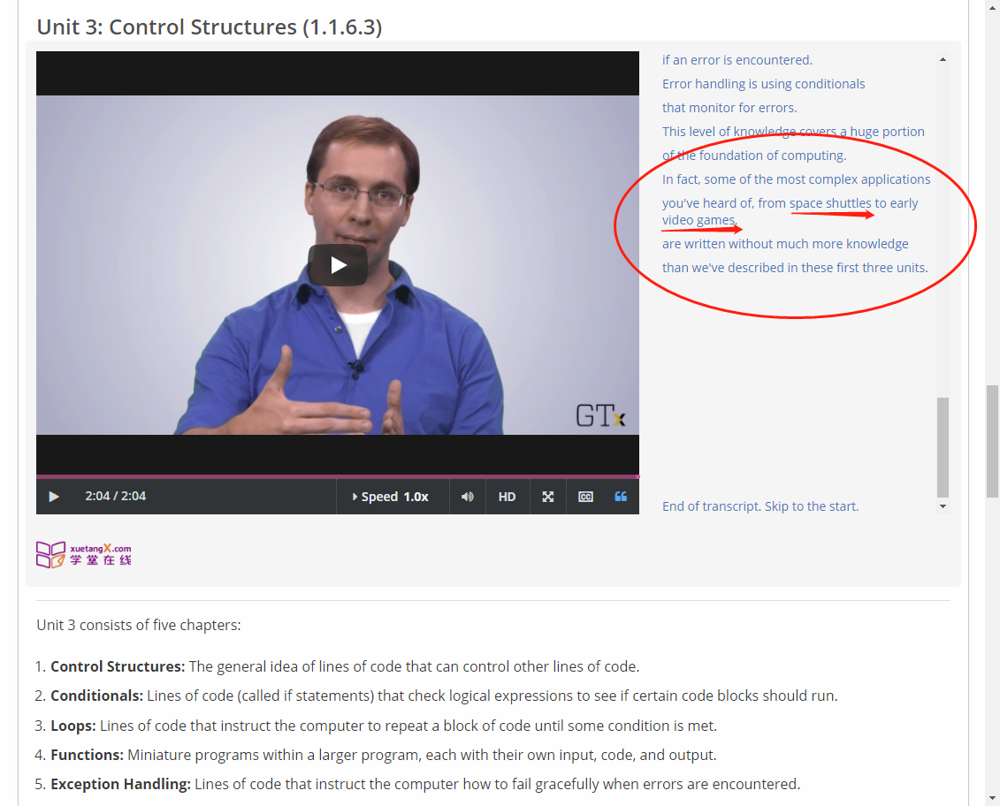 Unit 3: Control Structures (1.1.6.3)
if an error is encountered.
Error handling is using conditionals
that monitor for errors.
This level of knowledge covers a huge portion
of the foundation of computing.
In fact, some of the most complex applications
you've heard of, from space shuttles to early
video games,
are written without much more knowledge
than we've described in these first three units.
End of transcript. Skip to the start.
GTx
2:04 / 2:04
Speed 1.0x
HD
CC
xuetangX.com
学堂在线
Unit 3 consists of five chapters:
1. Control Structures: The general idea of lines of code that can control other lines of code.
2. Conditionals: Lines of code (called if statements) that check logical expressions to see if certain code blocks should run.
3. Loops: Lines of code that instruct the computer to repeat a block of code until some condition is met.
4. Functions: Miniature programs within a larger program, each with their own input, code, and output.
5. Exception Handling: Lines of code that instruct the computer how to fail gracefully when errors are encountered.